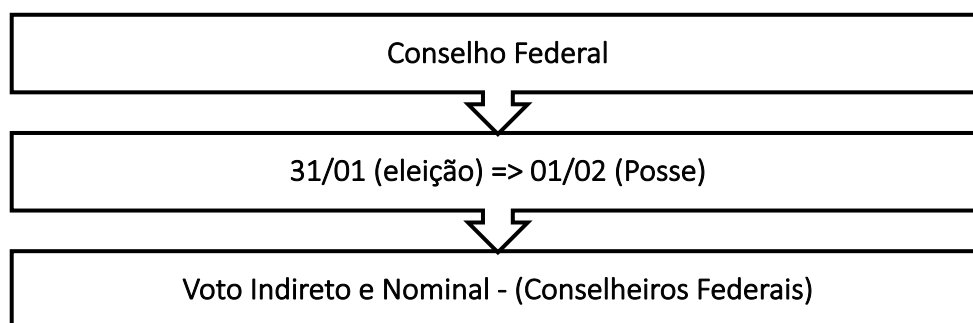 Conselho Federal
31/01 (eleição) => 01/02 (Posse)
Voto Indireto e Nominal - (Conselheiros Federais)